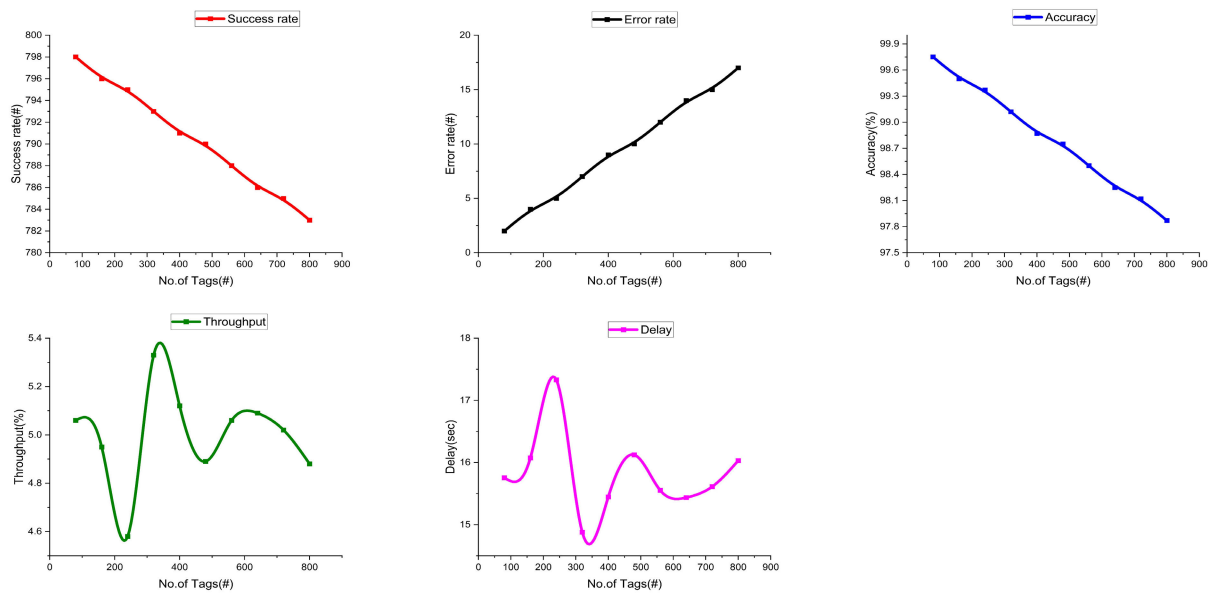 Success rate
800
798
796
794
792
790
788
786
784
782
780
Success rate(#)
0 100 200 300 400 500 600 700 800 900
No.of Tags(#)
Error rate
20
15
10
5
0
Error rate(#)
0 200 400 600 800
No.of Tags(#)
Accuracy
99.9
99.6
99.3
99.0
98.7
98.4
98.1
97.8
97.5
Accuracy(%)
0 100 200 300 400 500 600 700 800 900
No.of Tags(#)
Throughput
5.4
5.2
5.0
4.8
4.6
Throughput(%)
0 200 400 600 800
No.of Tags(#)
Delay
18
17
16
15
Delay(sec)
0 100 200 300 400 500 600 700 800 900
No.of Tags(#)